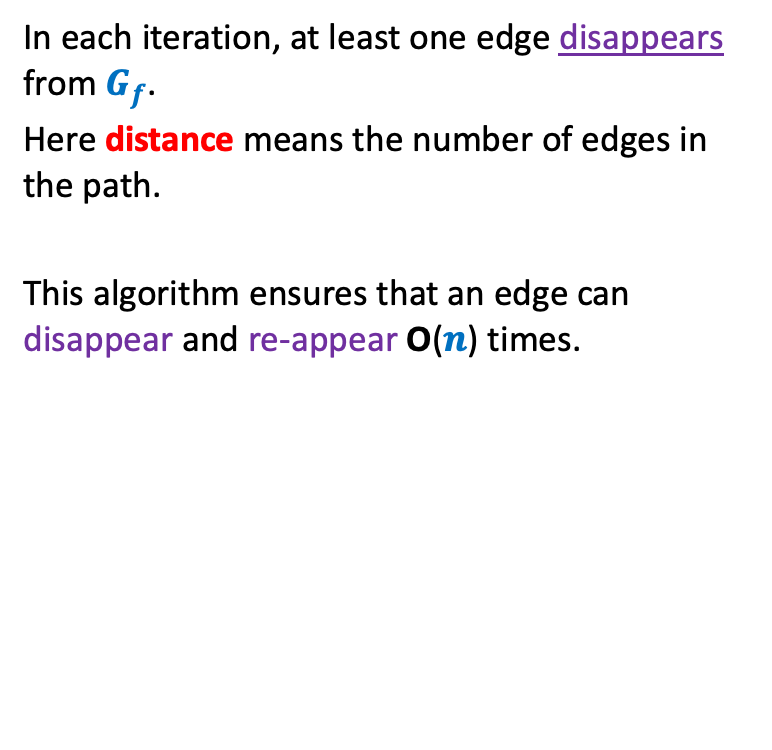 In each iteration, at least one edge disappears
from G_f.
Here distance means the number of edges in
the path.
This algorithm ensures that an edge can
disappear and re-appear O(n) times.